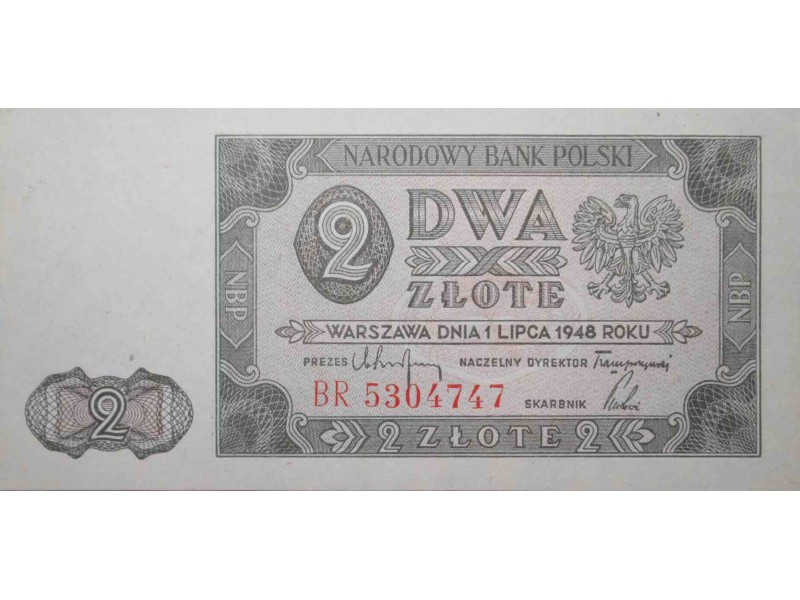 NARODOWY BANK POLSKI
2
DWA
ZŁOTE
NBP
NBP
WARSZAWA DNIA 1 LIPCA 1948 ROKU
PREZES
NACZELNY DYREKTOR
BR 5304747
SKARBNIK
2
2 ZŁOTE 2